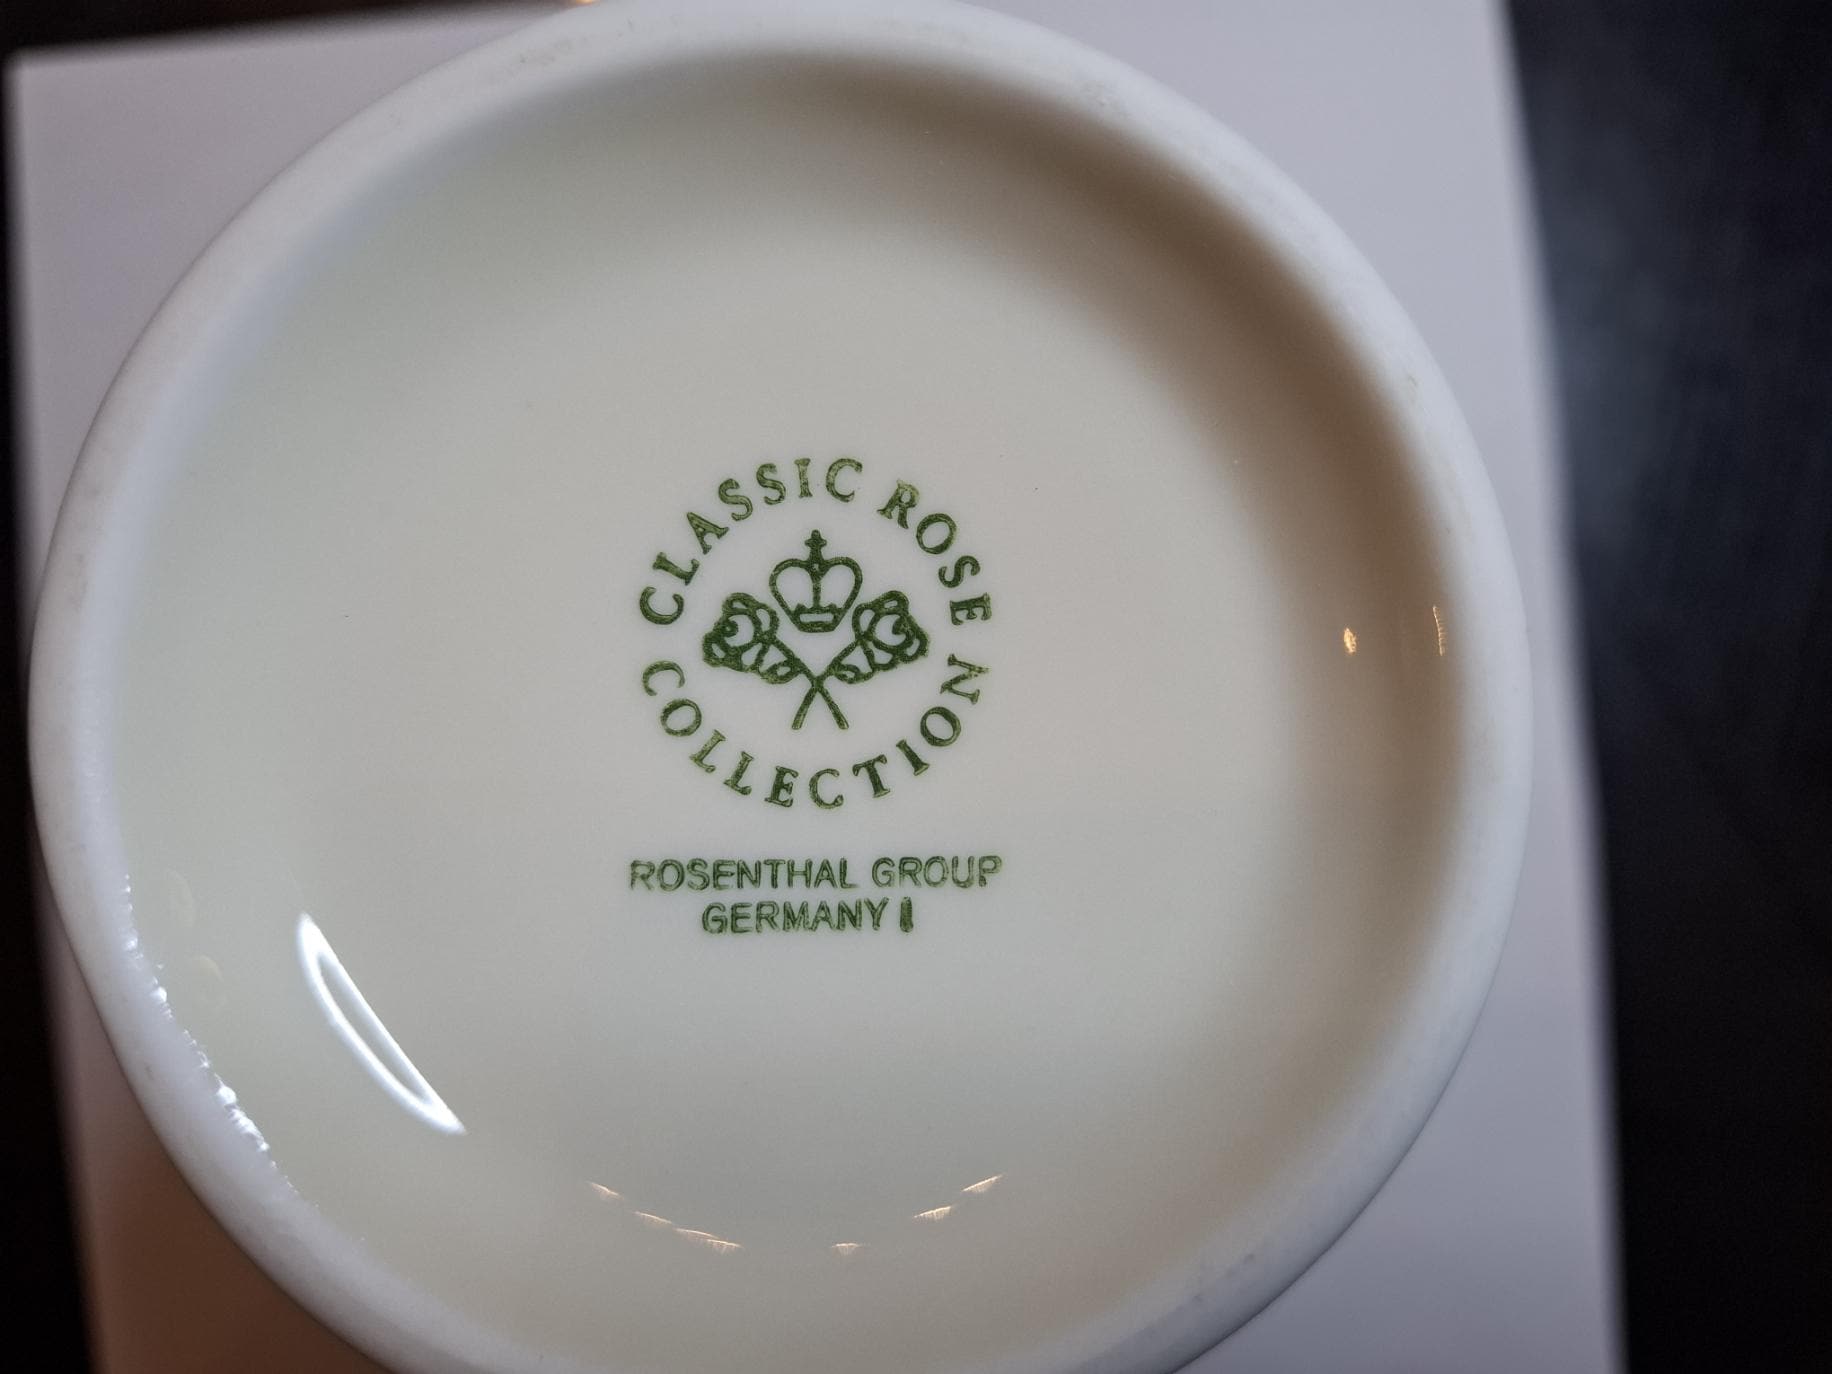 CLASSIC ROSE
COLLECTION
ROSENTHAL GROUP
GERMANY